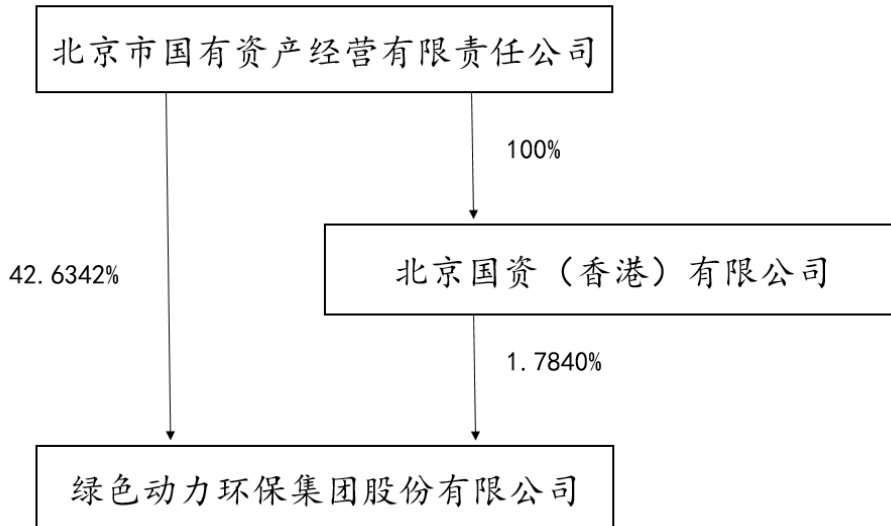 北京市国有资产经营有限责任公司
100%
北京国资（香港）有限公司
42.6342%
1.7840%
绿色动力环保集团股份有限公司